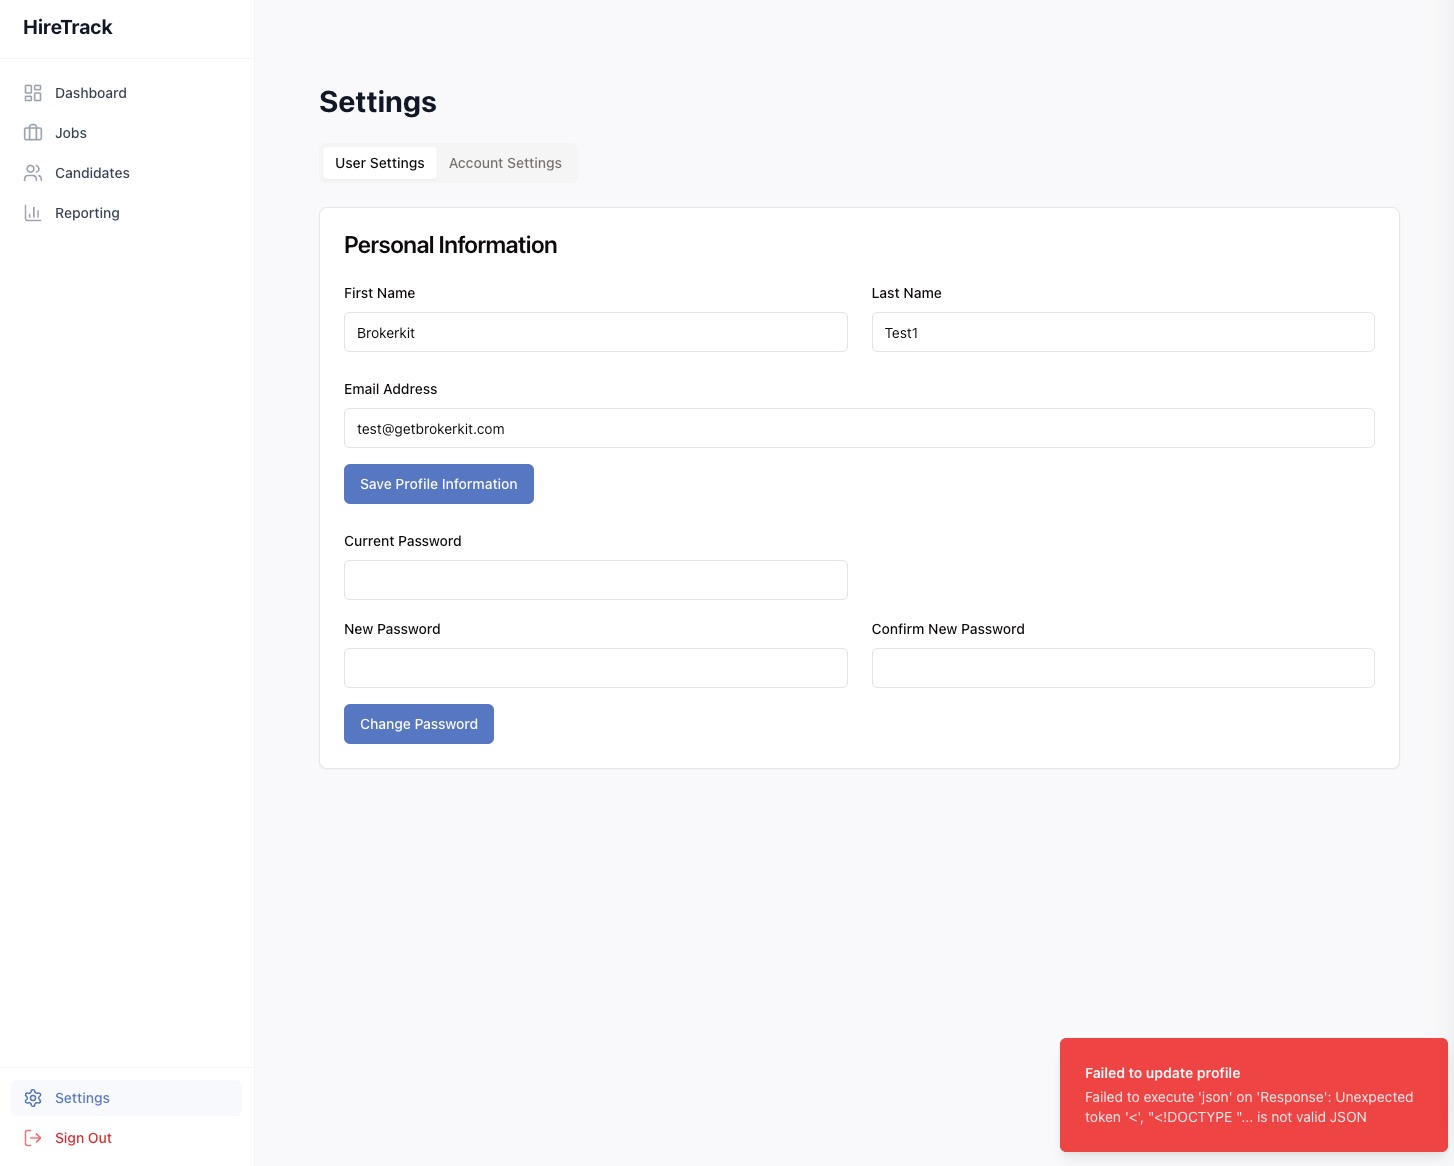 HireTrack
Dashboard
Jobs
Candidates
Reporting
Settings
Sign Out
Settings
User Settings Account Settings
Personal Information
First Name
Brokerkit
Last Name
Test1
Email Address
test@getbrokerkit.com
Save Profile Information
Current Password
New Password
Confirm New Password
Change Password
Failed to update profile
Failed to execute 'json' on 'Response': Unexpected
token '<', "<!DOCTYPE "... is not valid JSON